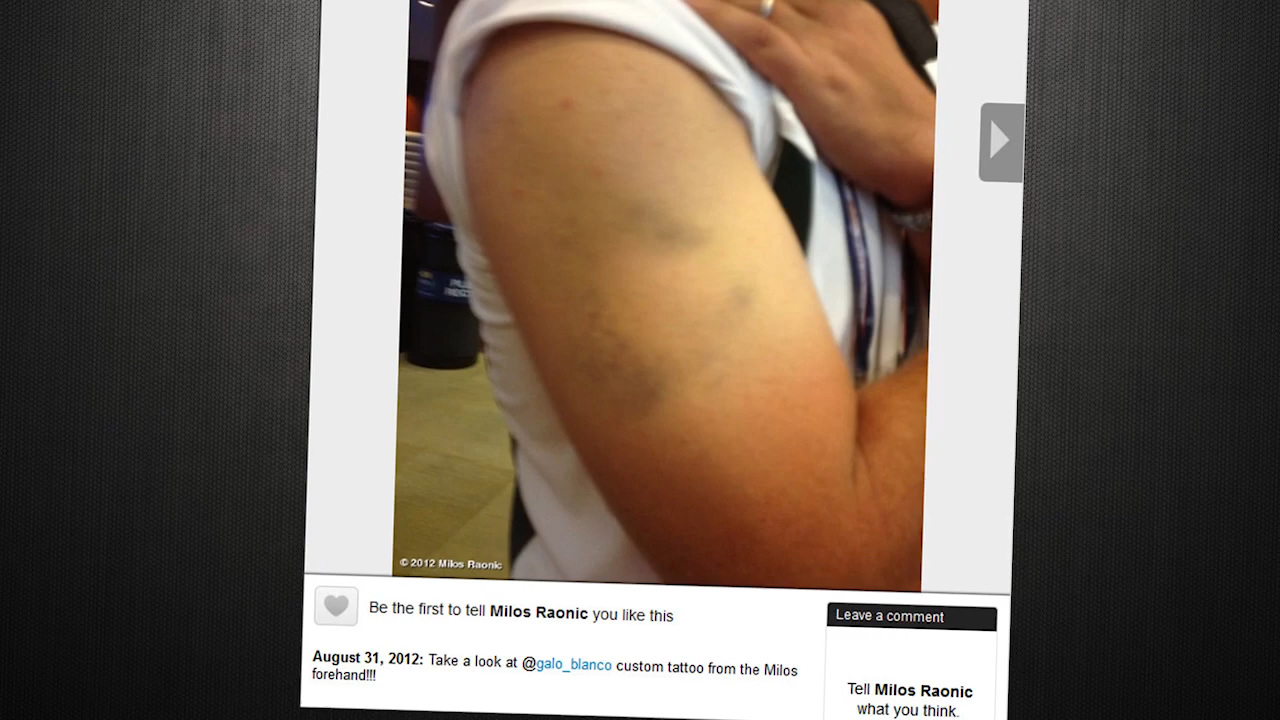 © 2012 Milos Raonic
Be the first to tell Milos Raonic you like this
August 31, 2012: Take a look at @galo_blanco custom tattoo from the Milos
forehand!!!
Leave a comment
Tell Milos Raonic
what you think.